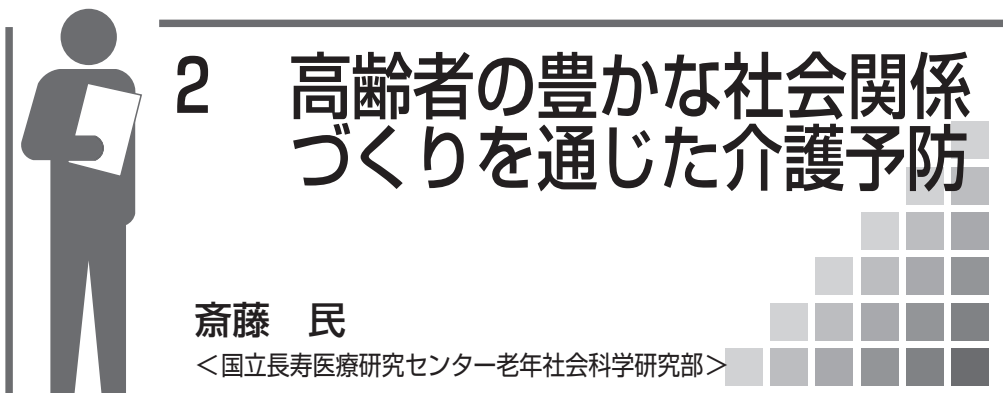 2 高齢者の豊かな社会関係
づくりを通じた介護予防
斎藤 民
<国立長寿医療研究センター老年社会科学研究部>